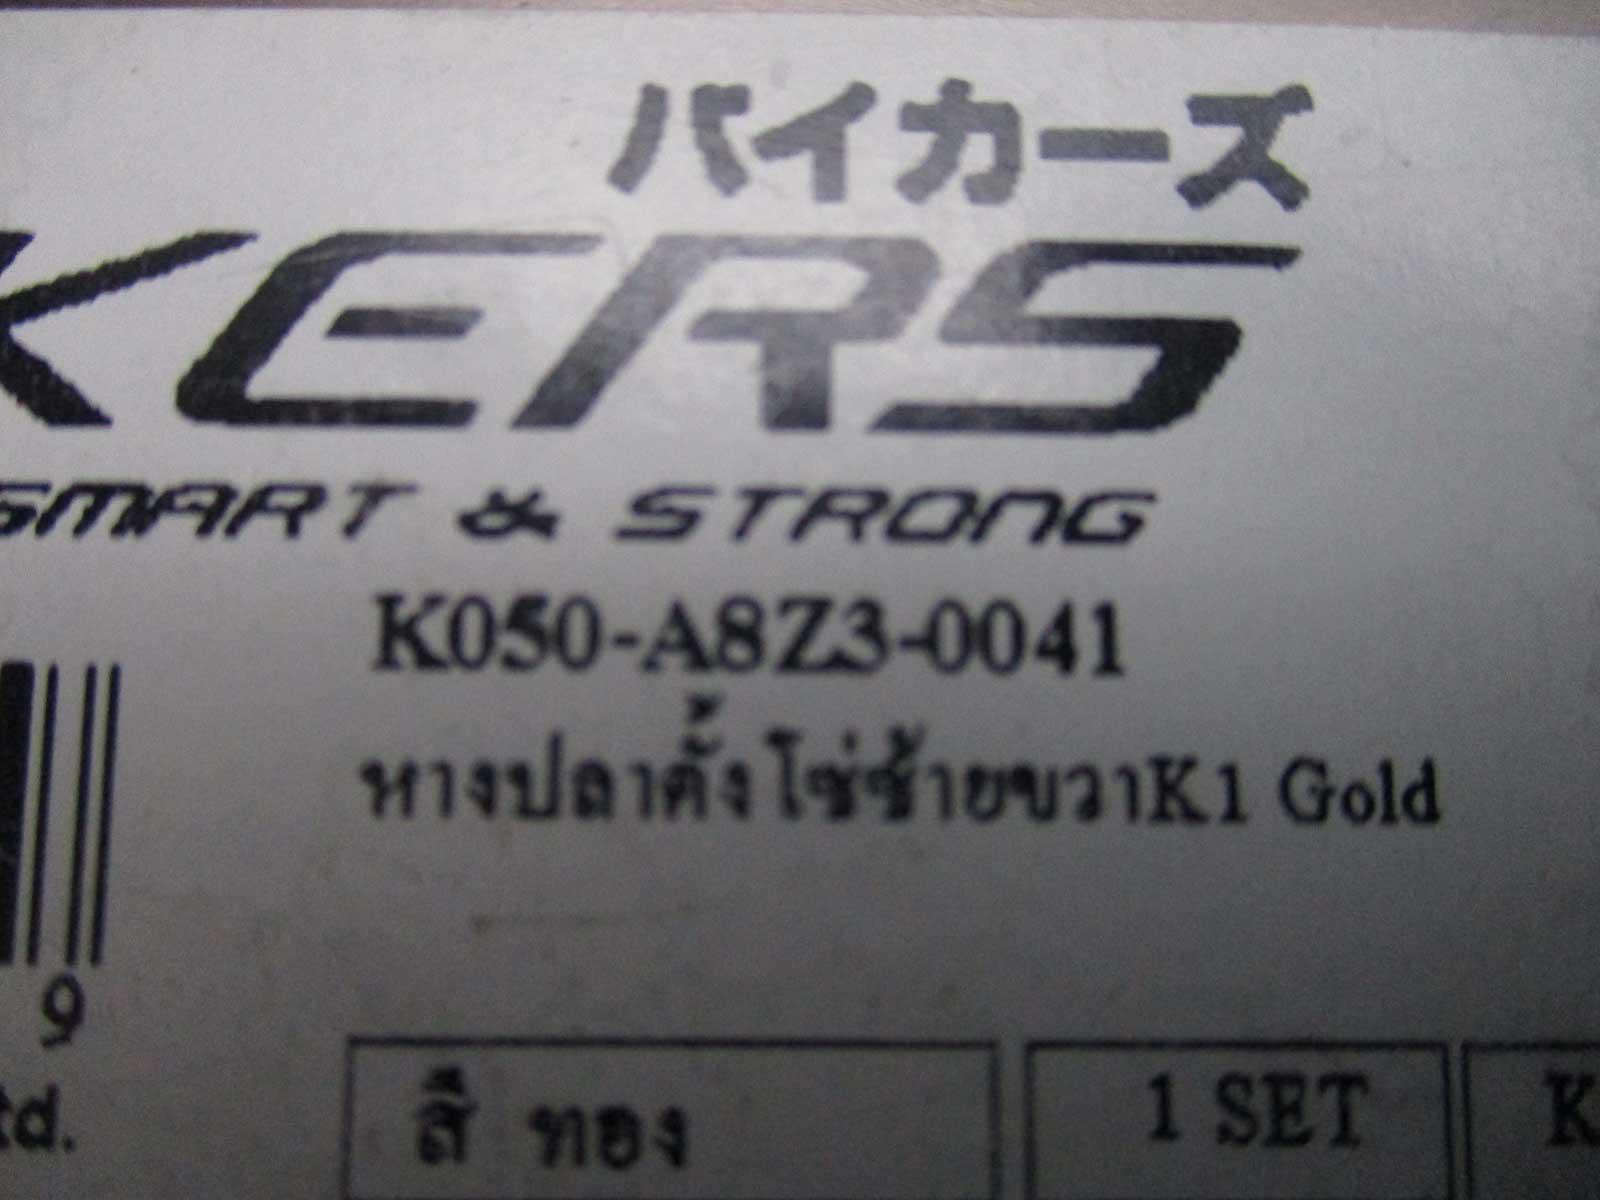 バイカーズ
KERS
SMART & STRONG
K050-A8Z3-0041
หางปลาตั้งโซ่ซ้ายขวาK1 Gold
9
td.
สี ทอง
1 SET
K